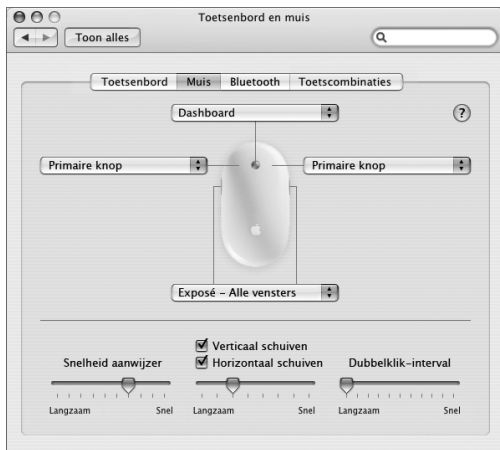 Toetsenbord en muis
Toon alles
Toetsenbord Muis Bluetooth Toetscombinaties
Dashboard
?
Primaire knop Primaire knop
Exposé – Alle vensters
Verticaal schuiven
Snelheid aanwijzer Horizontaal schuiven Dubbelklik-interval
Langzaam Snel Langzaam Snel Langzaam Snel